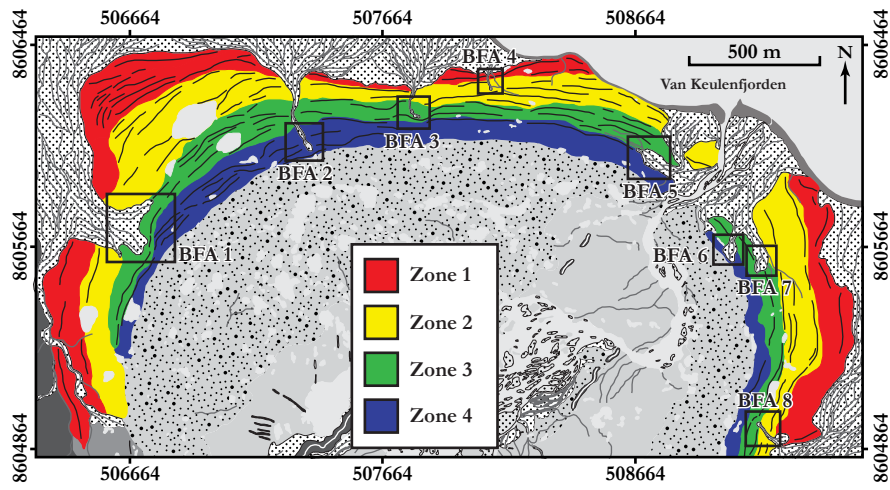 506664 507664 508664
8606464
BFA 4
500 m
N
Van Keulenfjorden
BFA 3
BFA 2
BFA 5
BFA 1
BFA 6
BFA 7
8605664
8605664
Zone 1
Zone 2
Zone 3
Zone 4
BFA 8
8604864
8604864
8606464
506664 507664 508664